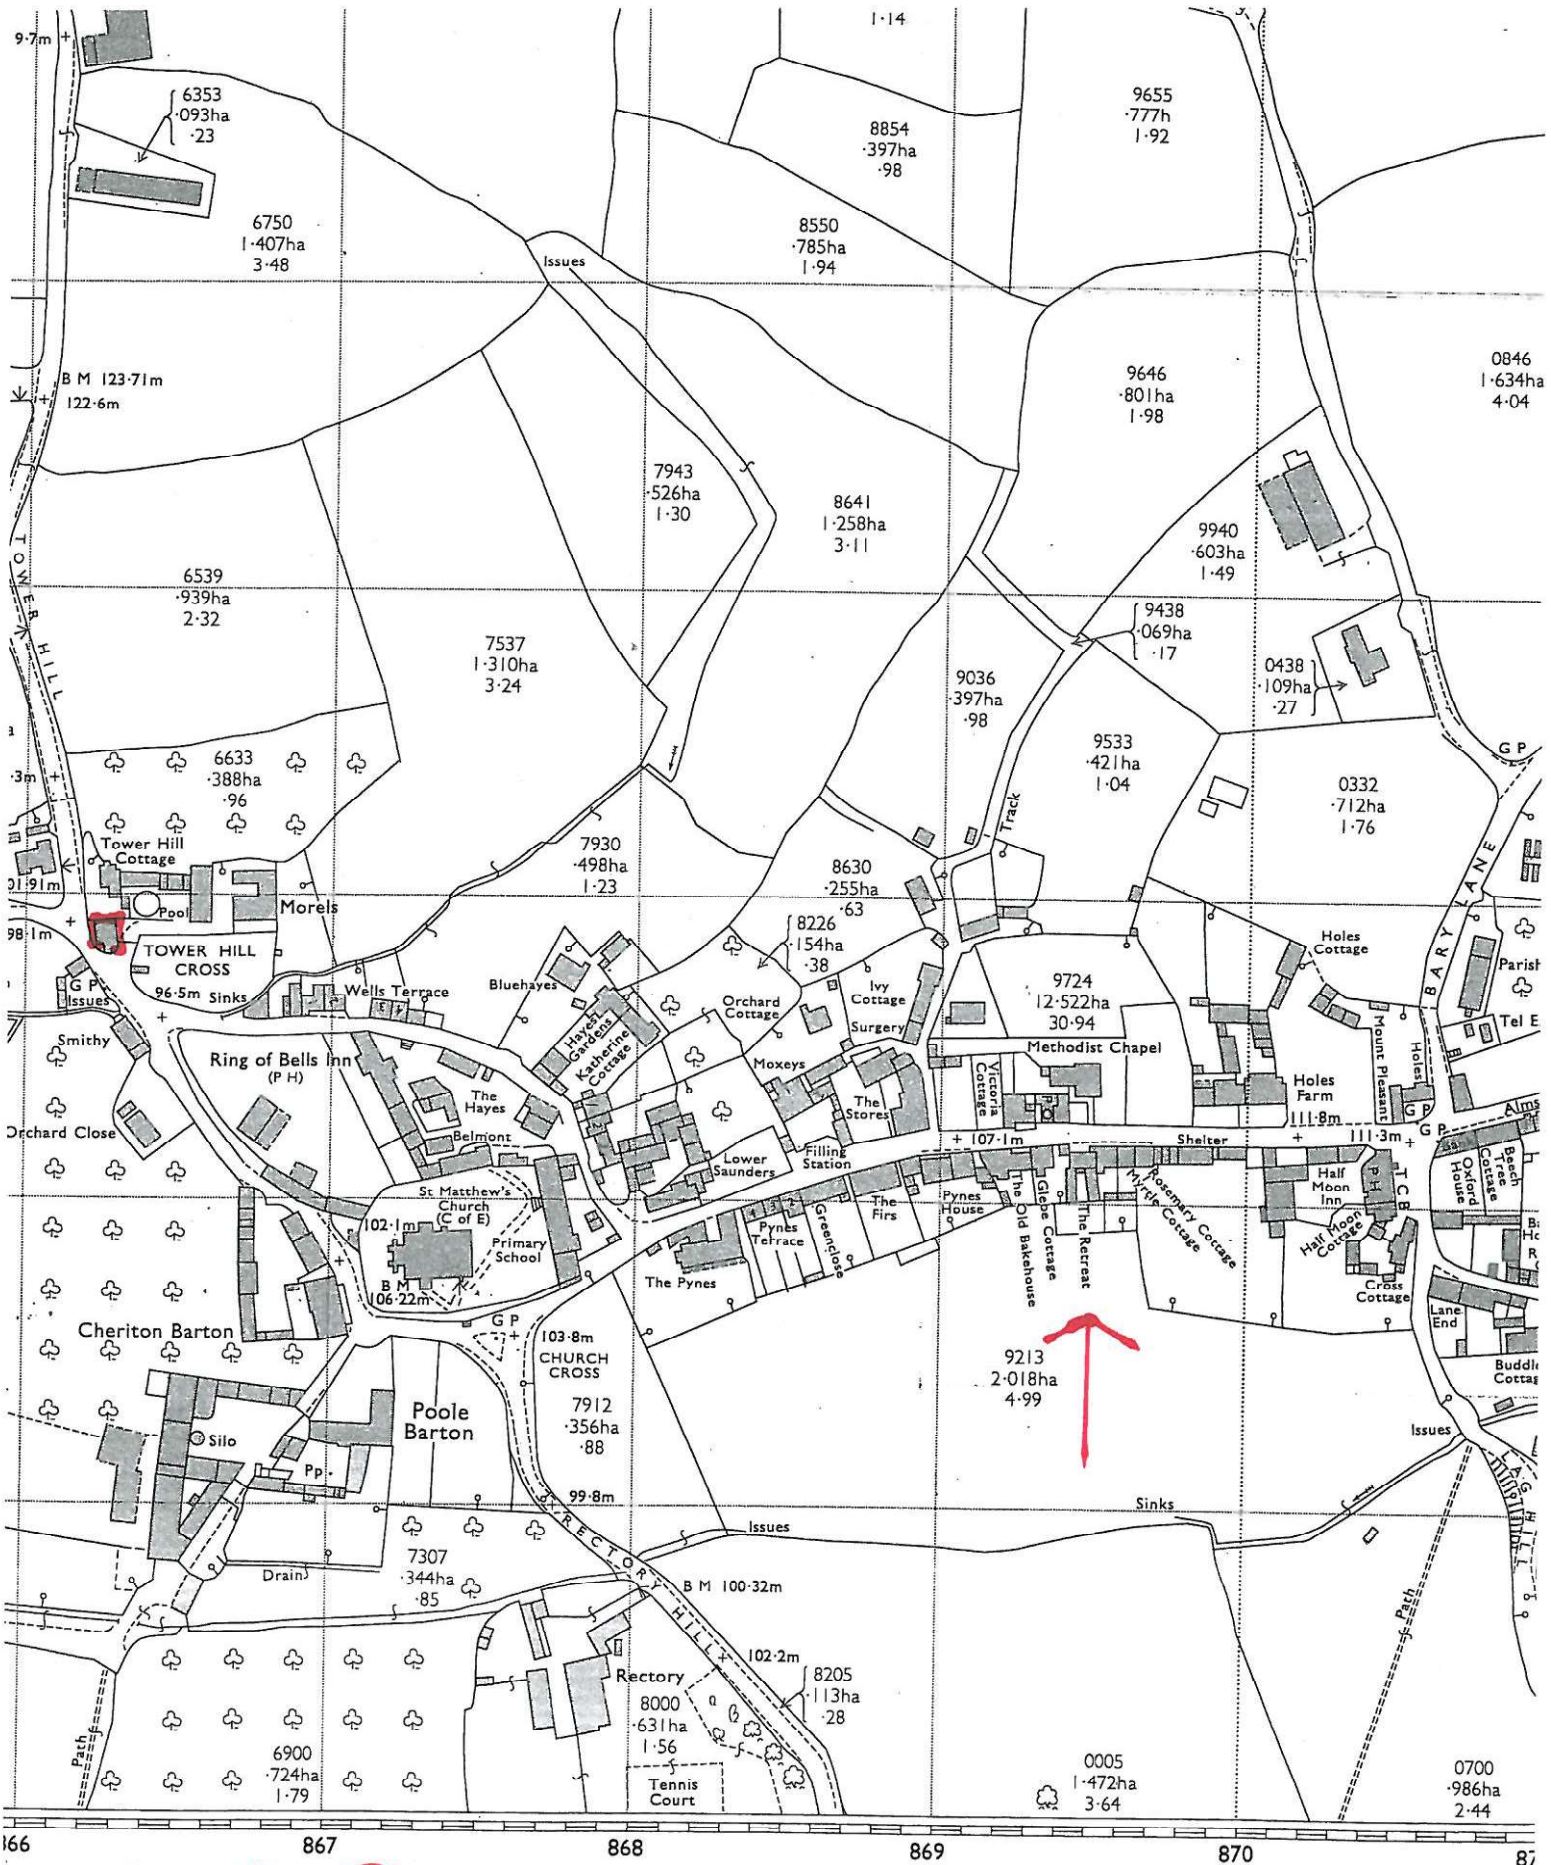 9·7m
1·14
6353
·093ha
·23
9655
·777h
1·92
8854
·397ha
·98
6750
1·407ha
3·48
8550
·785ha
1·94
Issues
B M 123·71m
122·6m
9646
·801ha
1·98
0846
1·634ha
4·04
7943
·526ha
1·30
8641
1·258ha
3·11
9940
·603ha
1·49
TOWER HILL
6539
·939ha
2·32
7537
1·310ha
3·24
9438
·069ha
·17
9036
·397ha
·98
0438
·109ha
·27
9533
·421ha
1·04
G P
6633
·388ha
·96
·3m
0332
·712ha
1·76
Track
Tower Hill
Cottage
7930
·498ha
1·23
8630
·255ha
·63
BARY LANE
01·91m
Pool
Morels
98·1m
8226
·154ha
·38
Holes
Cottage
TOWER HILL
CROSS
96·5m
Sinks
G P
Issues
Wells Terrace
Bluehayes
Ivy
Cottage
9724
12·522ha
30·94
Parish
Orchard
Cottage
Surgery
Tel E
Smithy
Hayes
Gardens
Katherine
Cottage
Ring of Bells Inn
(P H)
Moxeys
Methodist Chapel
Victoria
Cottage
Mount Pleasant
Holes
The
Hayes
The
Stores
Holes
Farm
111·8m
G P
Orchard Close
Belmont
107·1m
Shelter
111·3m
G P
Alms
Lower
Saunders
Filling
Station
St Matthew's
Church
(C of E)
102·1m
Primary
School
4 3 2
Pynes
Terrace
Greenclose
The
Firs
Pynes
House
The Old Bakehouse
Glebe Cottage
The Retreat
Myrtle Cottage
Rosemary Cottage
Half
Moon
Inn
P H
TCB
Half Moon
Cottage
Oxford
House
Beech
Tree
Cottage
The Pynes
Cross
Cottage
B M
106·22m
Cheriton Barton
G P
103·8m
CHURCH
CROSS
Lane
End
Buddle
Cottag
9213
2·018ha
4·99
7912
·356ha
·88
Poole
Barton
Silo
Pp
Issues
LAG HILL
99·8m
Sinks
Issues
RECTORY HILL
7307
·344ha
·85
Drain
B M 100·32m
Path
102·2m
Rectory
8205
·113ha
·28
8000
·631ha
1·56
Path
6900
·724ha
1·79
Tennis
Court
0005
1·472ha
3·64
0700
·986ha
2·44
866
867
868
869
870
87